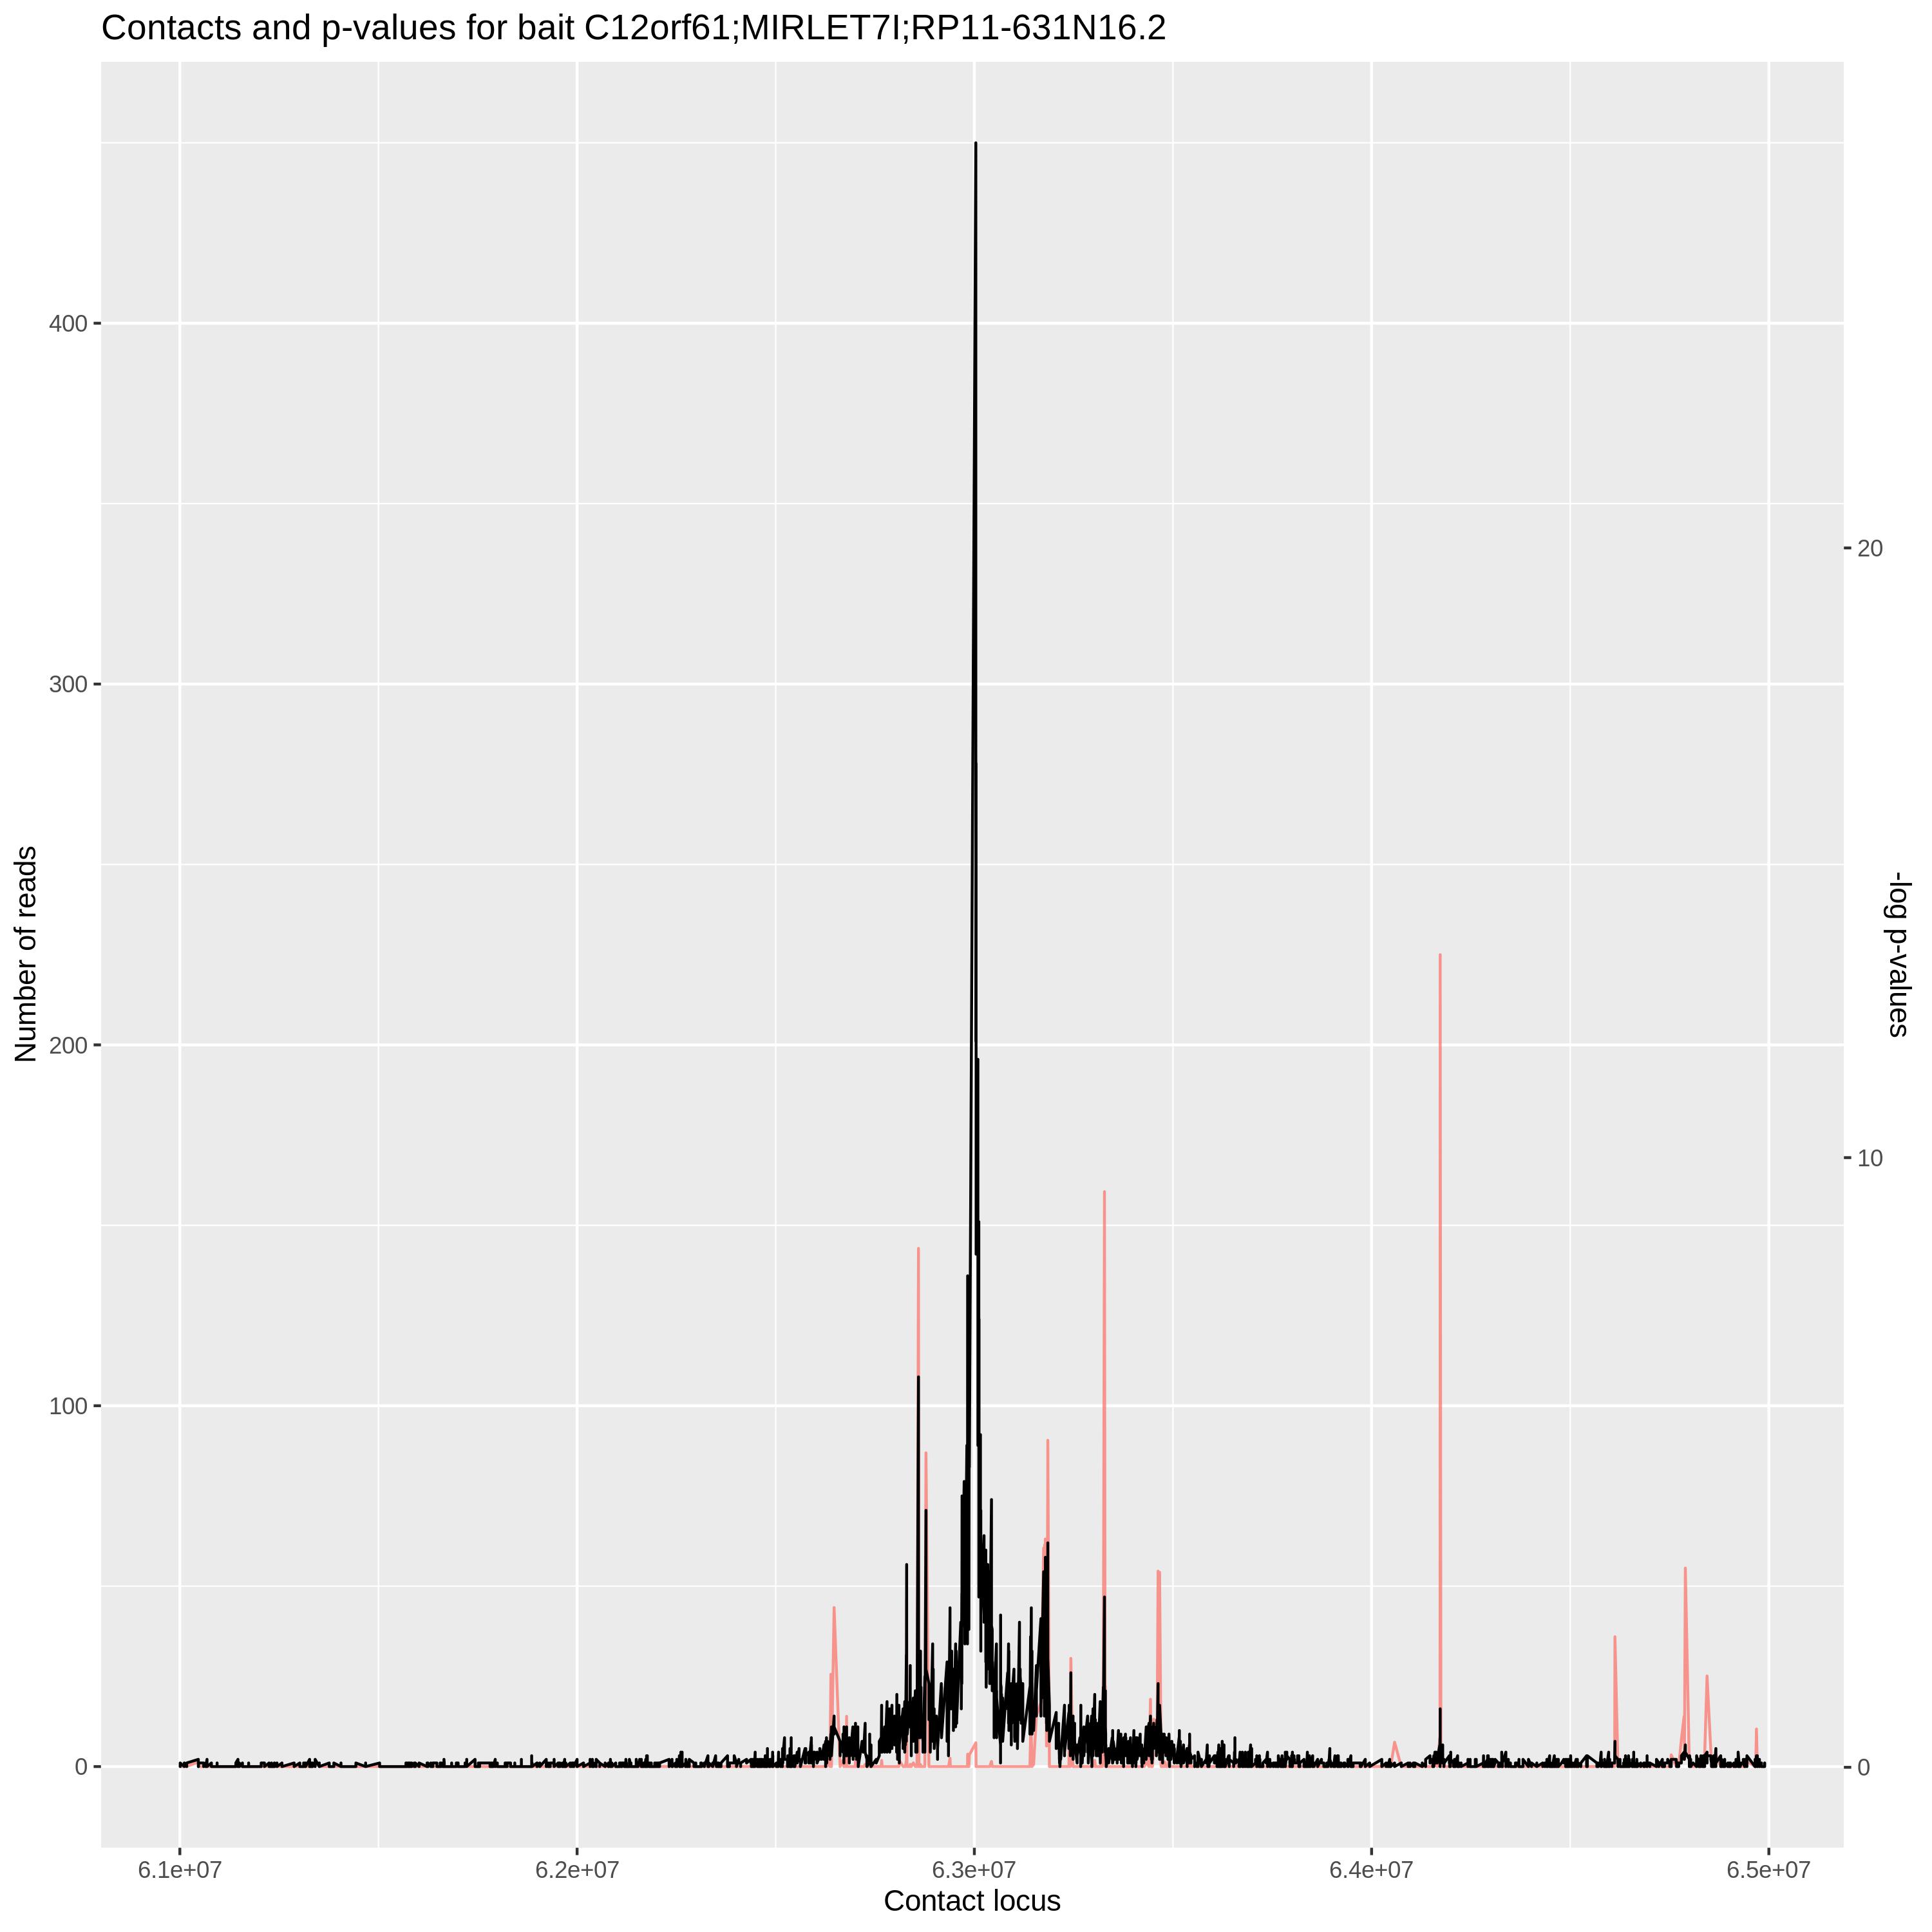 Contacts and p-values for bait C12orf61;MIRLET7I;RP11-631N16.2
400
300
200
100
0
Number of reads
20
10
0
-log p-values
6.1e+07
6.2e+07
6.3e+07
6.4e+07
6.5e+07
Contact locus